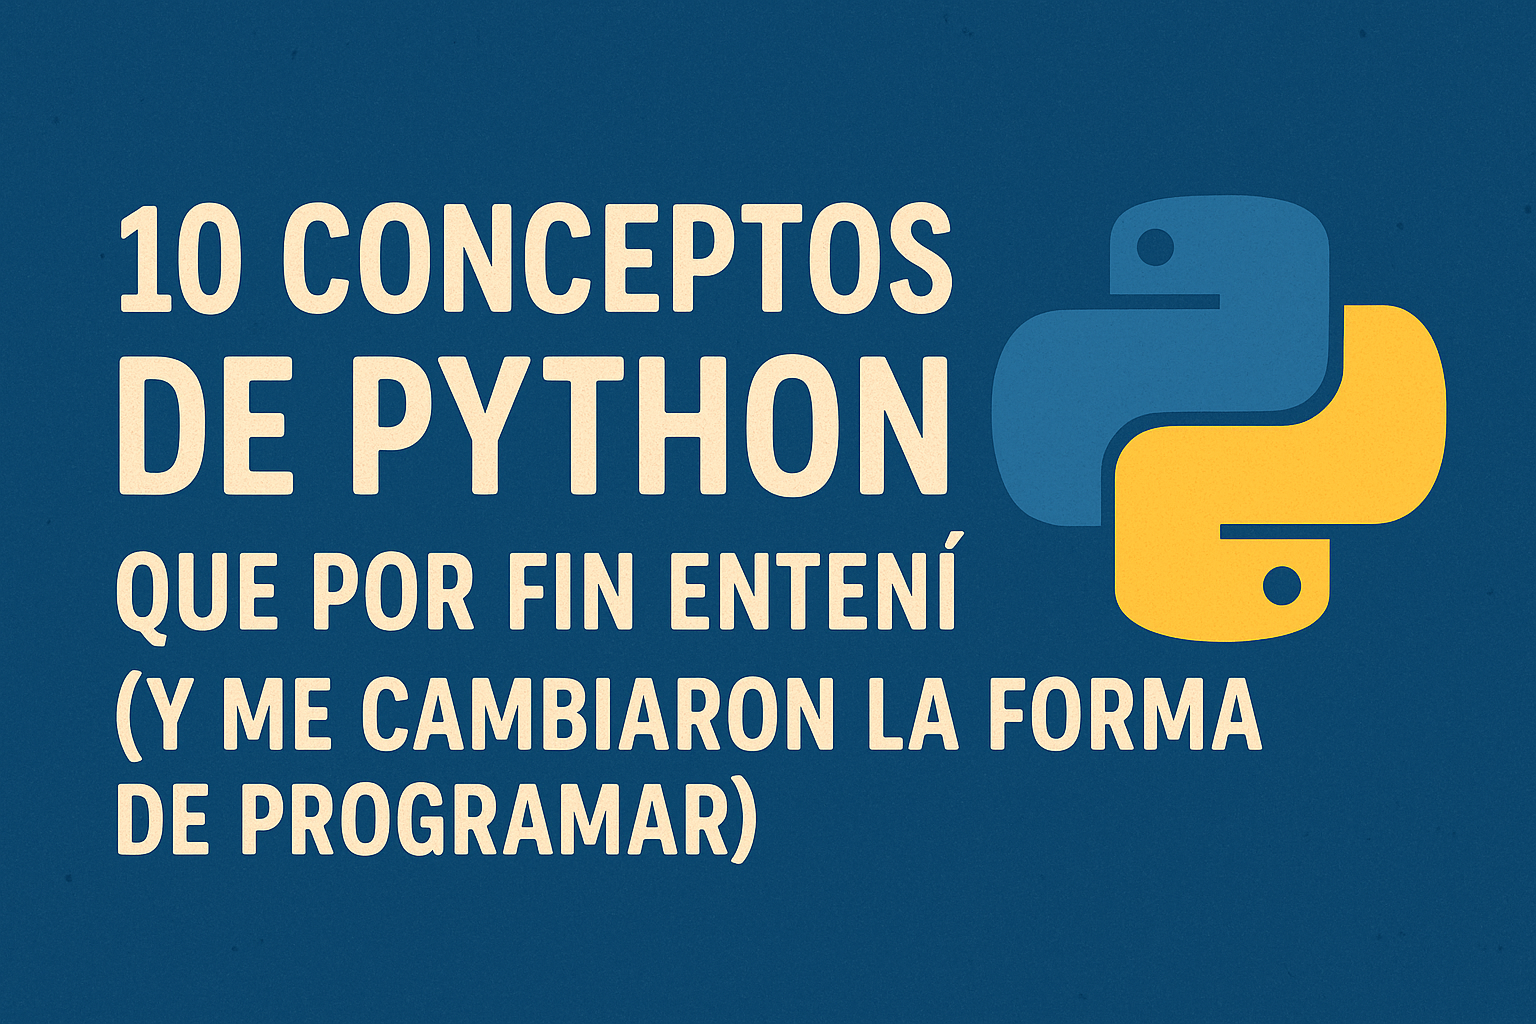 10 CONCEPTOS
DE PYTHON
QUE POR FIN ENTENÍ
(Y ME CAMBIARON LA FORMA
DE PROGRAMAR)